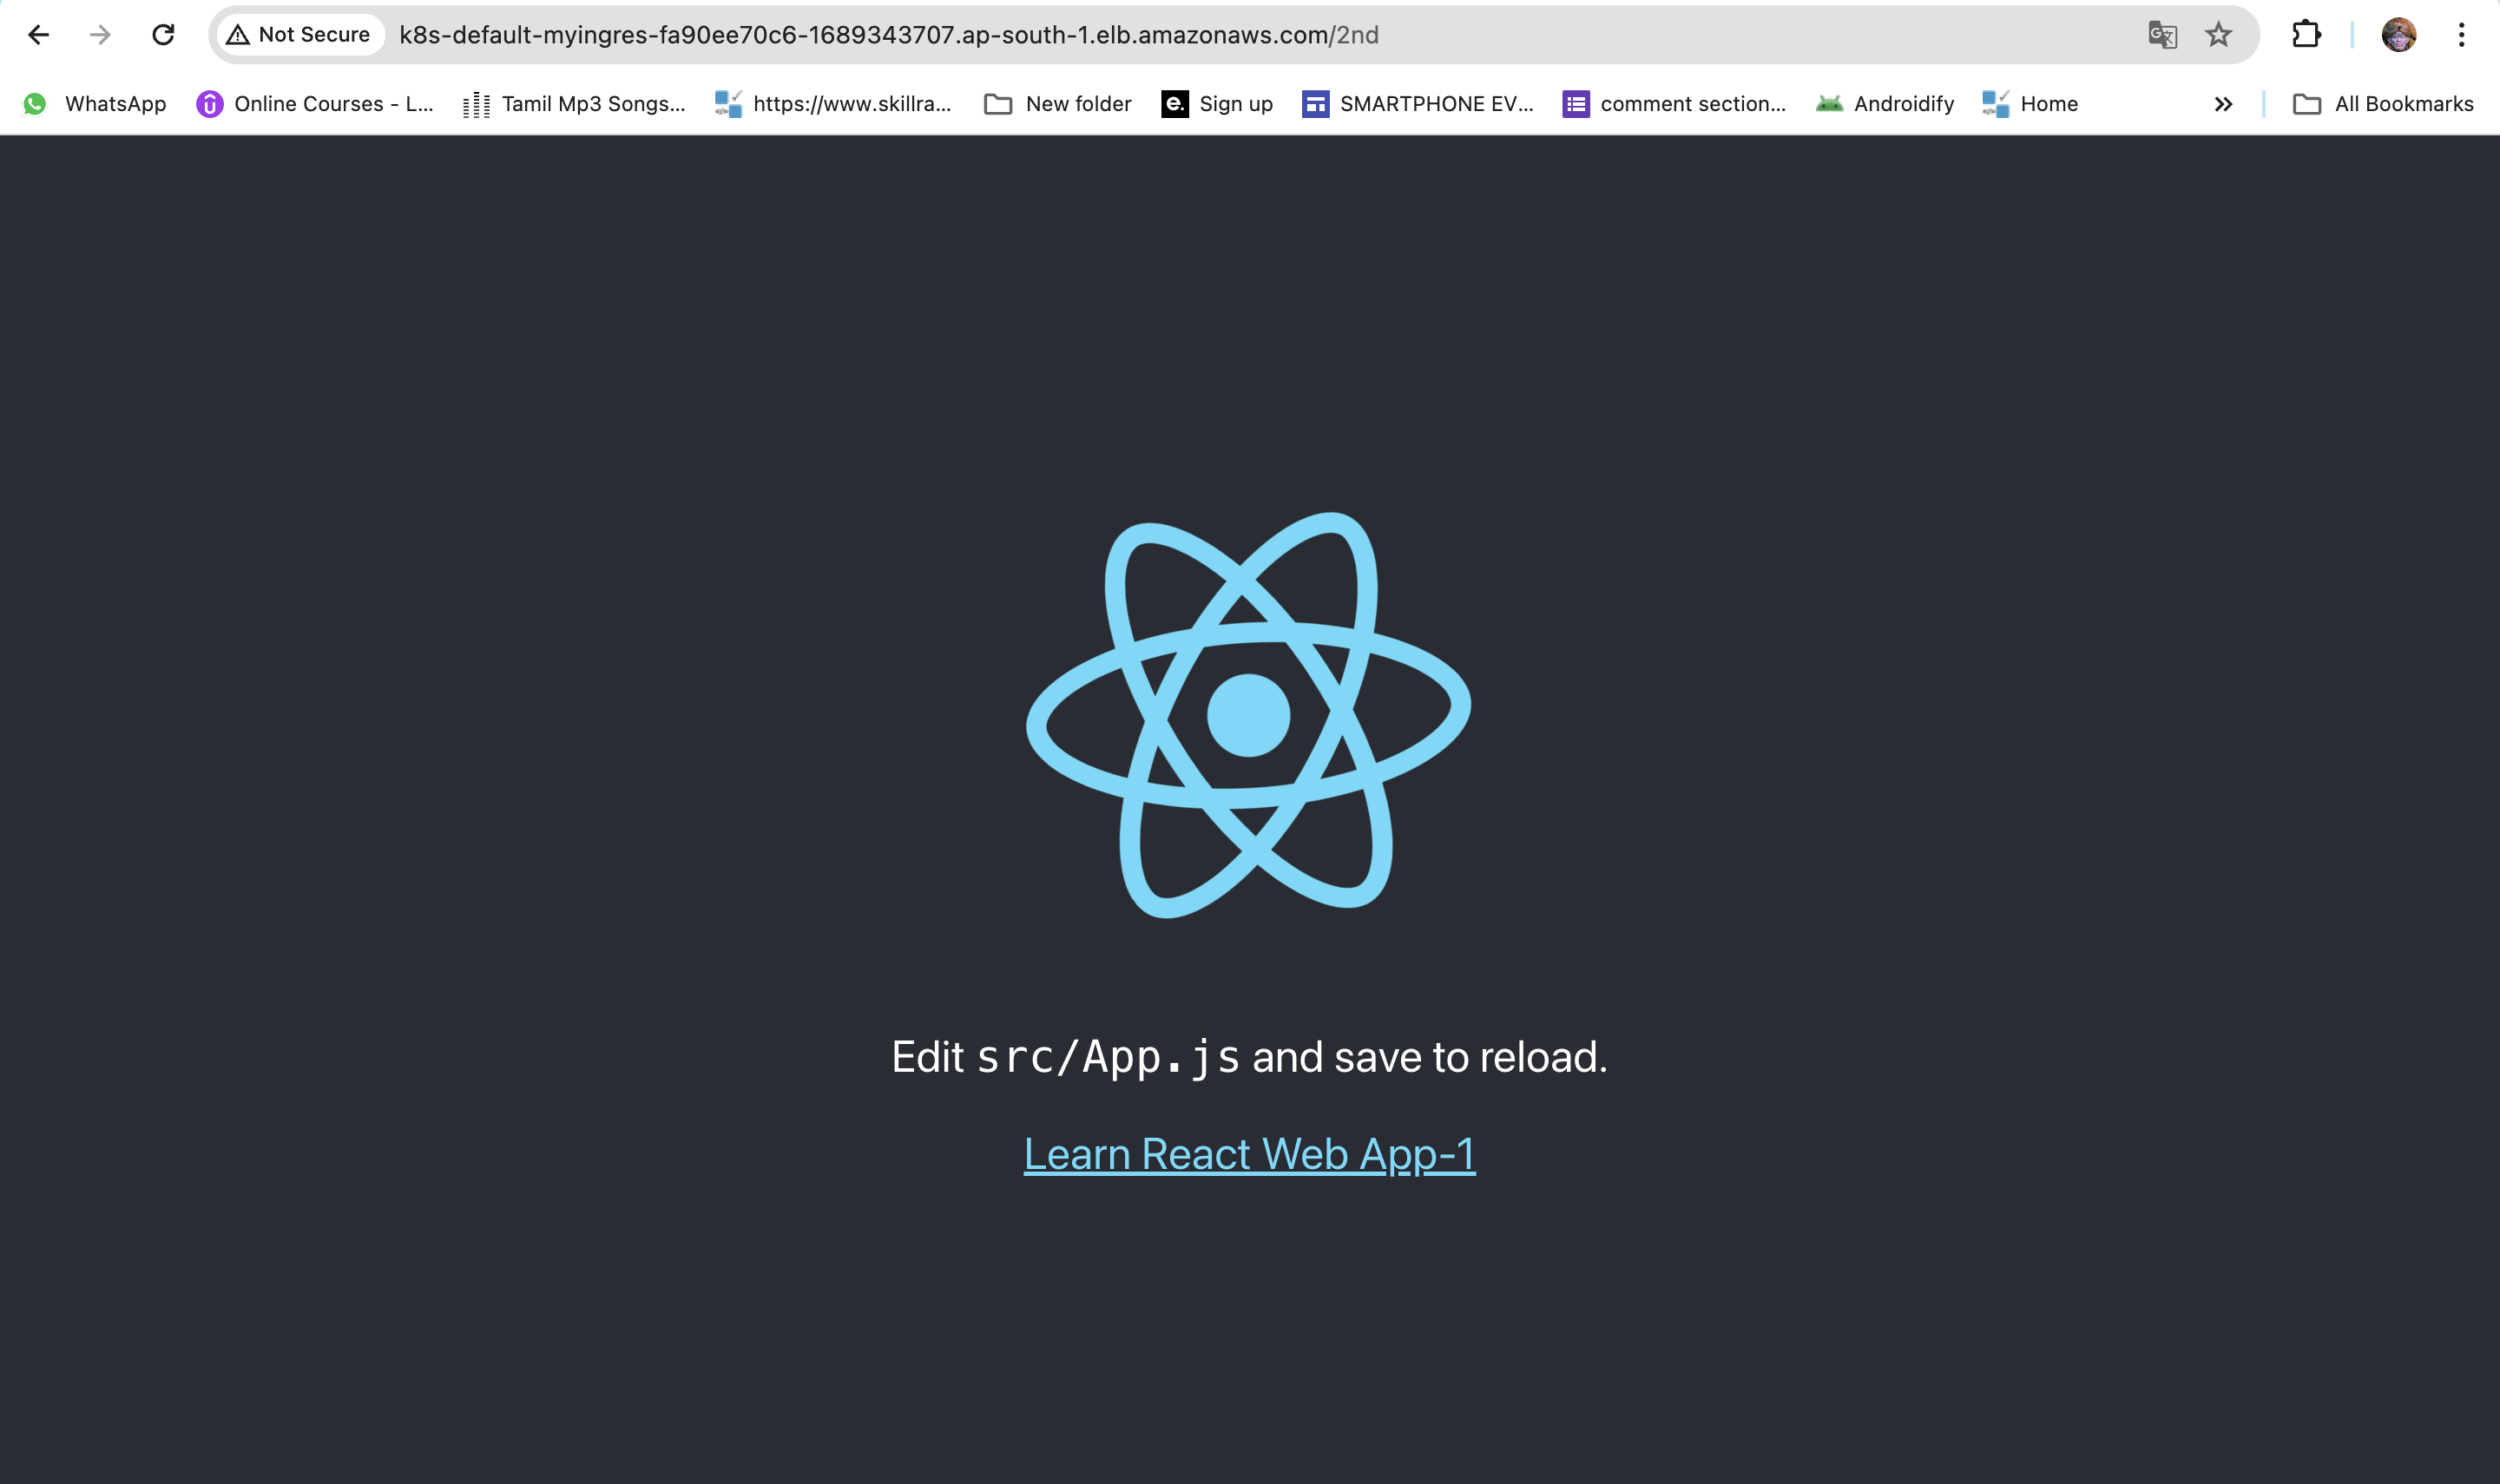 Not Secure k8s-default-myingres-fa90ee70c6-1689343707.ap-south-1.elb.amazonaws.com/2nd
WhatsApp Online Courses - L... Tamil Mp3 Songs... https://www.skillra... New folder e. Sign up SMARTPHONE EV... comment section... Androidify Home All Bookmarks
Edit src/App.js and save to reload.
Learn React Web App-1